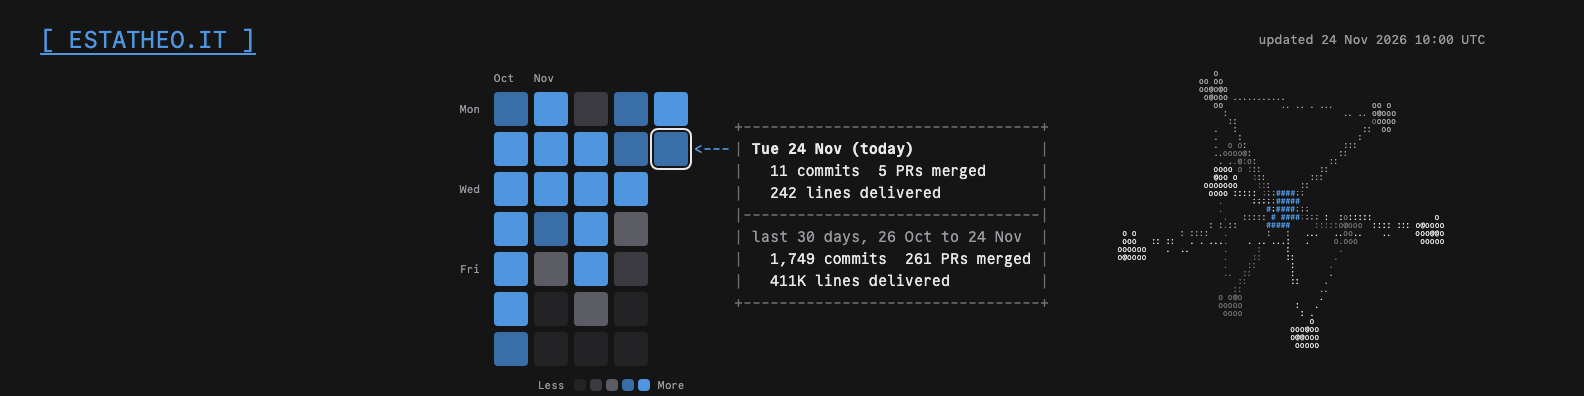 [ ESTATHEO.IT ]
updated 24 Nov 2026 10:00 UTC
Oct Nov
Mon
Wed
Fri
Less More
<--- Tue 24 Nov (today)
11 commits 5 PRs merged
242 lines delivered
last 30 days, 26 Oct to 24 Nov
1,749 commits 261 PRs merged
411K lines delivered